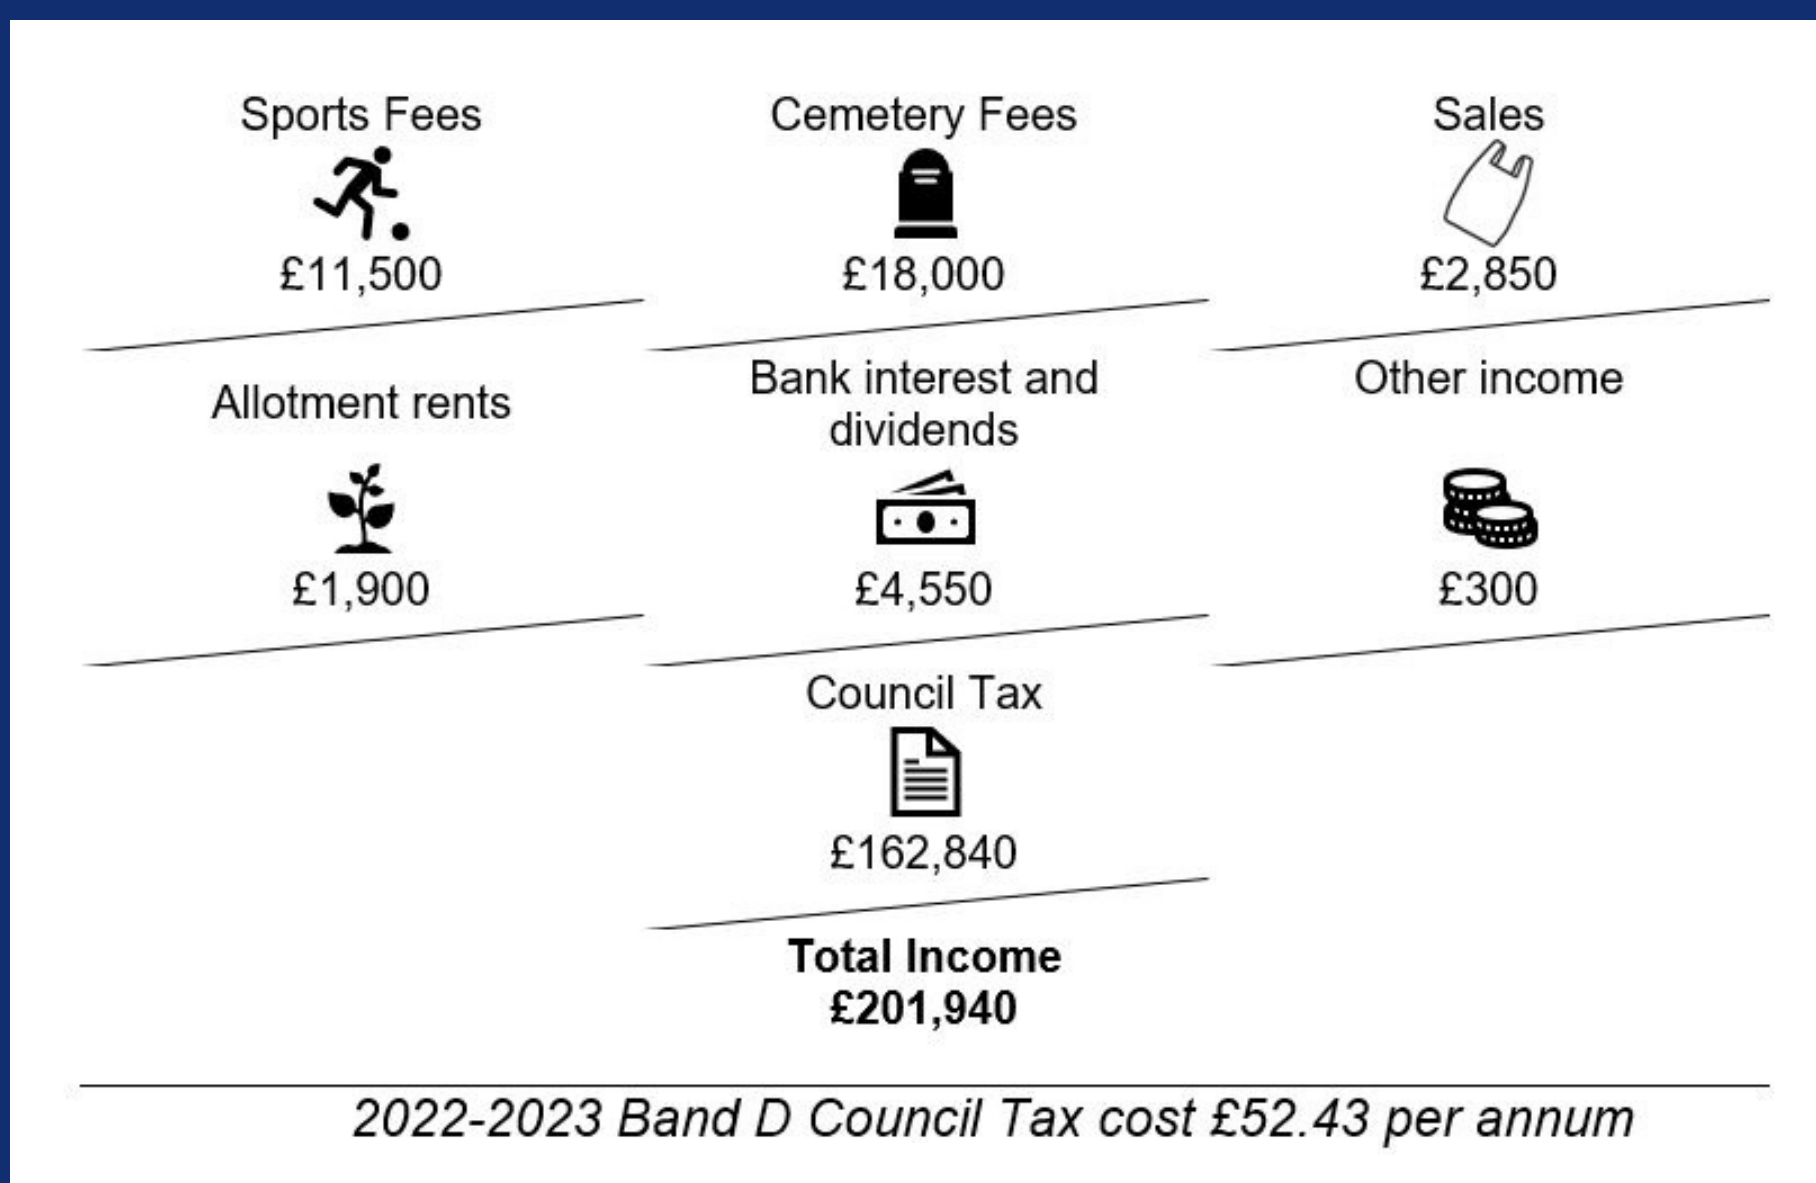 Sports Fees
£11,500
Cemetery Fees
£18,000
Sales
£2,850
Allotment rents
£1,900
Bank interest and
dividends
£4,550
Other income
£300
Council Tax
£162,840
Total Income
£201,940
2022-2023 Band D Council Tax cost £52.43 per annum